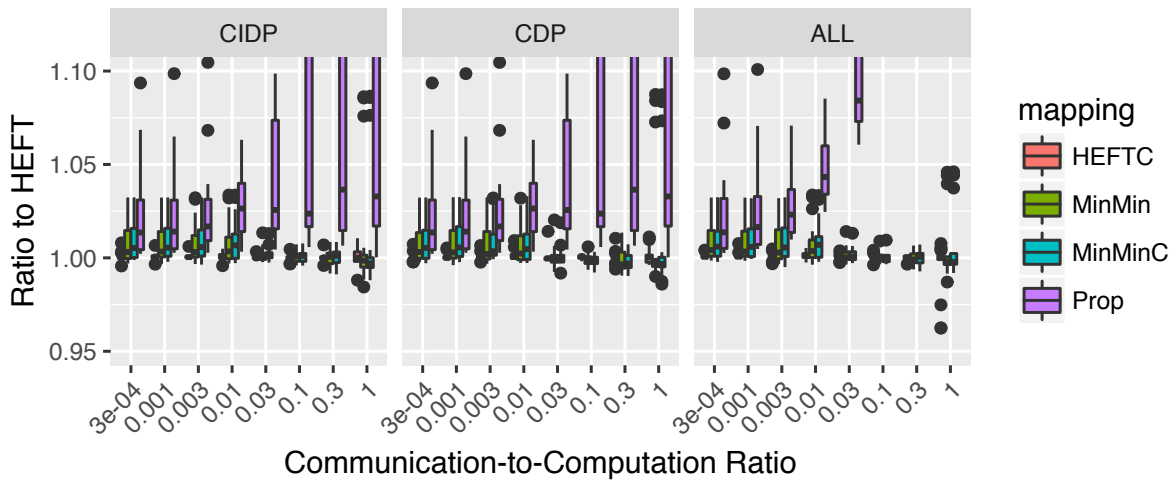 CIDP CDP ALL
Ratio to HEFT
1.10
1.05
1.00
0.95
3e-04 0.001 0.003 0.01 0.03 0.1 0.3 1
3e-04 0.001 0.003 0.01 0.03 0.1 0.3 1
3e-04 0.001 0.003 0.01 0.03 0.1 0.3 1
Communication-to-Computation Ratio
mapping
HEFTC
MinMin
MinMinC
Prop